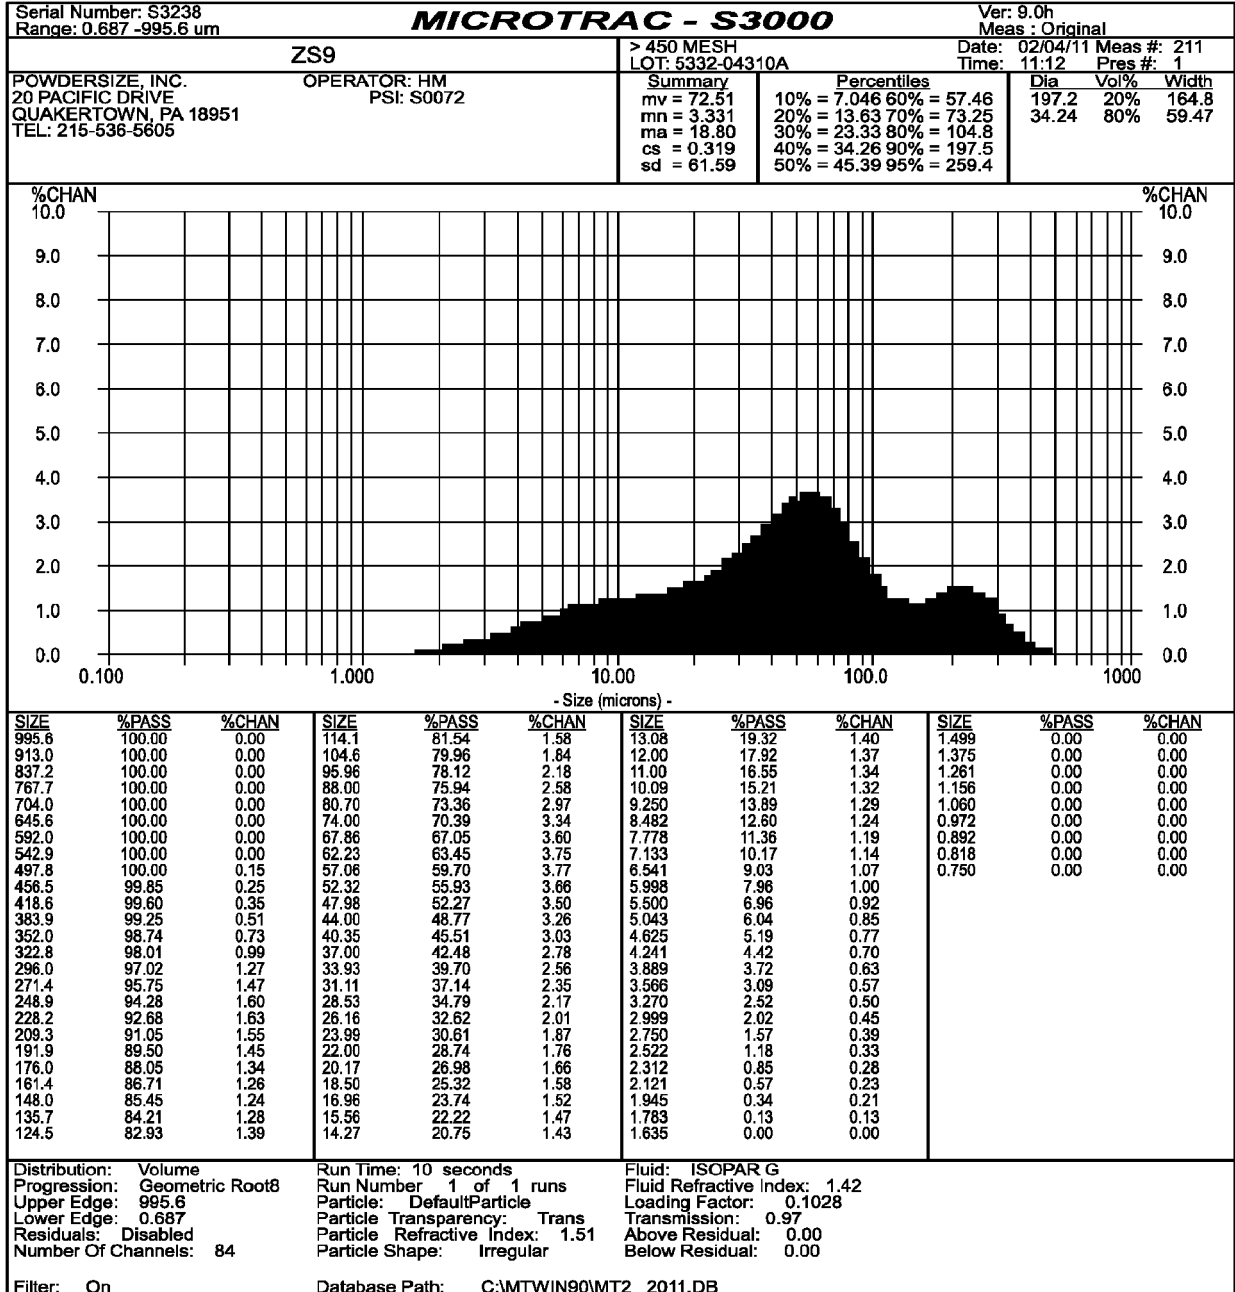 Serial Number: S3238
Range: 0.687 -995.6 um
MICROTRAC - S3000
Ver: 9.0h
Meas : Original
ZS9
> 450 MESH
LOT: 5332-04310A
Date: 02/04/11 Meas #: 211
Time: 11:12 Pres #: 1
POWDERSIZE, INC. OPERATOR: HM
20 PACIFIC DRIVE PSI: S0072
QUAKERTOWN, PA 18951
TEL: 215-536-5605
Summary
mv = 72.51
mn = 3.331
ma = 18.80
cs = 0.319
sd = 61.59
Percentiles
10% = 7.046 60% = 57.46
20% = 13.63 70% = 73.25
30% = 23.33 80% = 104.8
40% = 34.26 90% = 197.5
50% = 45.39 95% = 259.4
Dia Vol% Width
197.2 20% 164.8
34.24 80% 59.47
%CHAN %CHAN
10.0 10.0
9.0 9.0
8.0 8.0
7.0 7.0
6.0 6.0
5.0 5.0
4.0 4.0
3.0 3.0
2.0 2.0
1.0 1.0
0.0 0.0
0.100 1.000 10.00 100.0 1000
- Size (microns) -
SIZE %PASS %CHAN
995.6 100.00 0.00
913.0 100.00 0.00
837.2 100.00 0.00
767.7 100.00 0.00
704.0 100.00 0.00
645.6 100.00 0.00
592.0 100.00 0.00
542.9 100.00 0.00
497.8 100.00 0.15
456.5 99.85 0.25
418.6 99.60 0.35
383.9 99.25 0.51
352.0 98.74 0.73
322.8 98.01 0.99
296.0 97.02 1.27
271.4 95.75 1.47
248.9 94.28 1.60
228.2 92.68 1.63
209.3 91.05 1.55
191.9 89.50 1.45
176.0 88.05 1.34
161.4 86.71 1.26
148.0 85.45 1.24
135.7 84.21 1.28
124.5 82.93 1.39
SIZE %PASS %CHAN
114.1 81.54 1.58
104.6 79.96 1.84
95.96 78.12 2.18
88.00 75.94 2.58
80.70 73.36 2.97
74.00 70.39 3.34
67.86 67.05 3.60
62.23 63.45 3.75
57.06 59.70 3.77
52.32 55.93 3.66
47.98 52.27 3.50
44.00 48.77 3.26
40.35 45.51 3.03
37.00 42.48 2.78
33.93 39.70 2.56
31.11 37.14 2.35
28.53 34.79 2.17
26.16 32.62 2.01
23.99 30.61 1.87
22.00 28.74 1.76
20.17 26.98 1.66
18.50 25.32 1.58
16.96 23.74 1.52
15.56 22.22 1.47
14.27 20.75 1.43
SIZE %PASS %CHAN
13.08 19.32 1.40
12.00 17.92 1.37
11.00 16.55 1.34
10.09 15.21 1.32
9.250 13.89 1.29
8.482 12.60 1.24
7.778 11.36 1.19
7.133 10.17 1.14
6.541 9.03 1.07
5.998 7.96 1.00
5.500 6.96 0.92
5.043 6.04 0.85
4.625 5.19 0.77
4.241 4.42 0.70
3.889 3.72 0.63
3.566 3.09 0.57
3.270 2.52 0.50
2.999 2.02 0.45
2.750 1.57 0.39
2.522 1.18 0.33
2.312 0.85 0.28
2.121 0.57 0.23
1.945 0.34 0.21
1.783 0.13 0.13
1.635 0.00 0.00
SIZE %PASS %CHAN
1.499 0.00 0.00
1.375 0.00 0.00
1.261 0.00 0.00
1.156 0.00 0.00
1.060 0.00 0.00
0.972 0.00 0.00
0.892 0.00 0.00
0.818 0.00 0.00
0.750 0.00 0.00
Distribution: Volume
Progression: Geometric Root8
Upper Edge: 995.6
Lower Edge: 0.687
Residuals: Disabled
Number Of Channels: 84
Filter: On
Run Time: 10 seconds
Run Number 1 of 1 runs
Particle: DefaultParticle
Particle Transparency: Trans
Particle Refractive Index: 1.51
Particle Shape: Irregular
Database Path: C:\MTWIN90\MT2 2011.DB
Fluid: ISOPAR G
Fluid Refractive Index: 1.42
Loading Factor: 0.1028
Transmission: 0.97
Above Residual: 0.00
Below Residual: 0.00